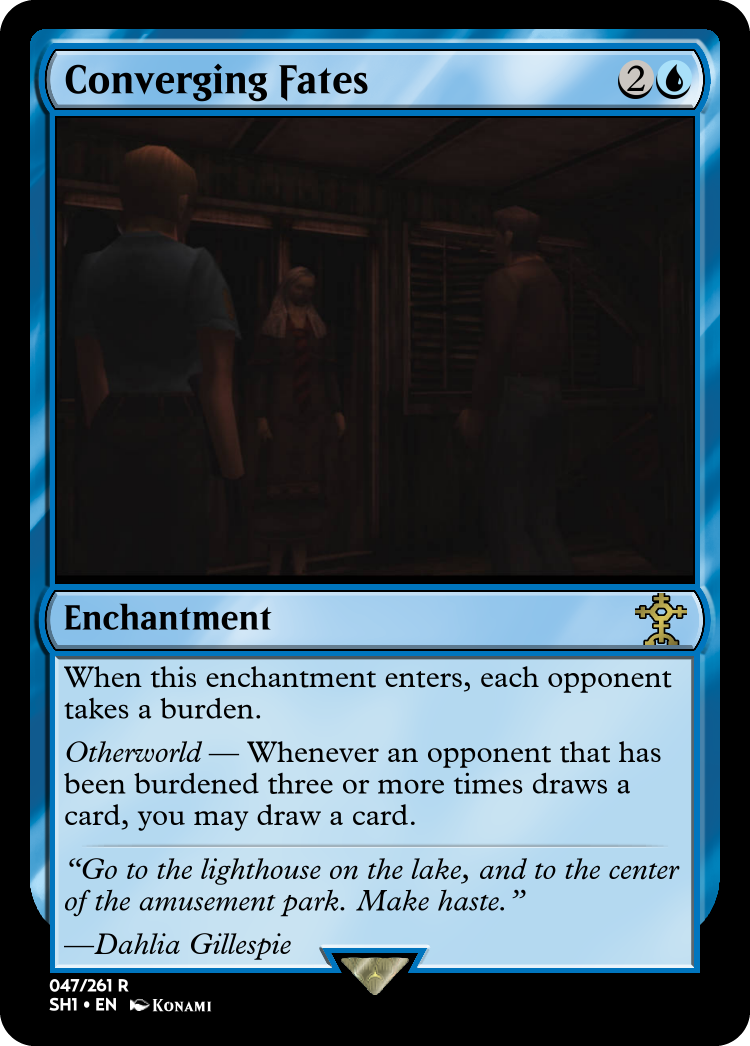 Converging Fates 2
Enchantment
When this enchantment enters, each opponent
takes a burden.
Otherworld — Whenever an opponent that has
been burdened three or more times draws a
card, you may draw a card.
“Go to the lighthouse on the lake, and to the center
of the amusement park. Make haste.”
—Dahlia Gillespie
047/261 R
SH1 • EN KONAMI